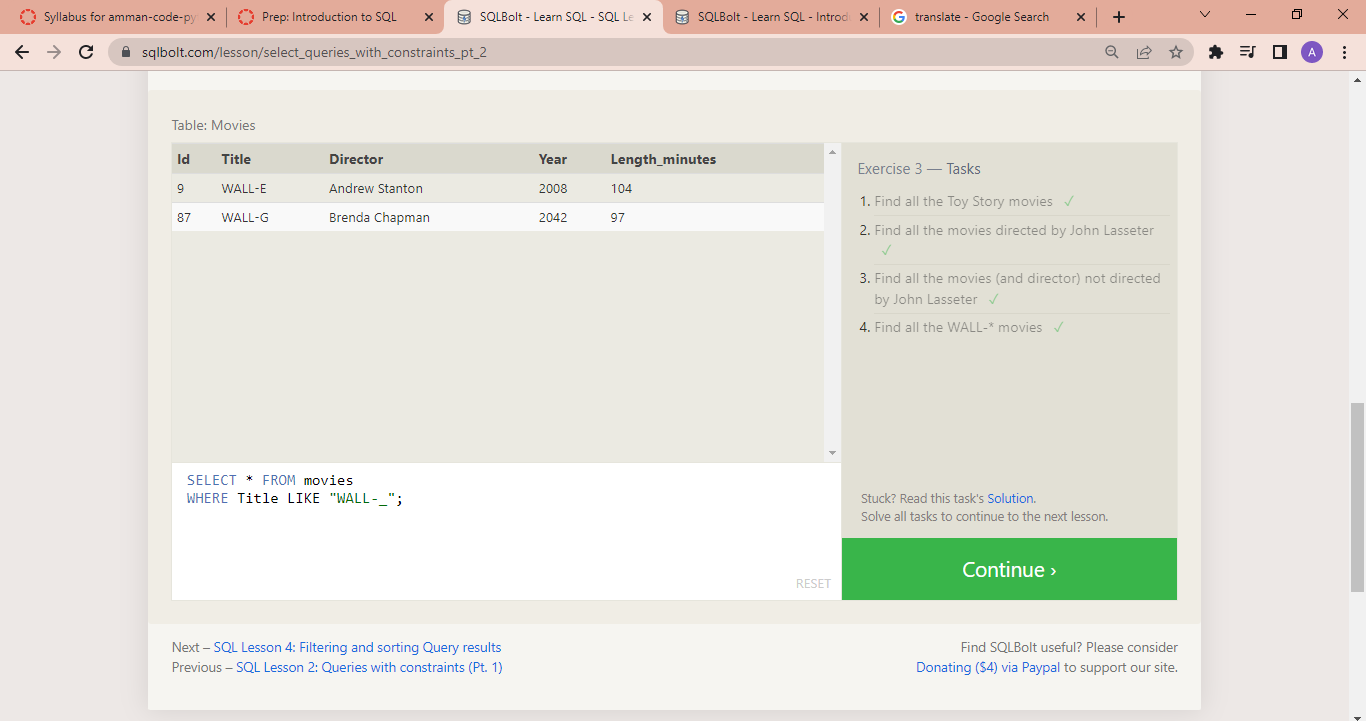 Syllabus for amman-code-py
Prep: Introduction to SQL
SQLBolt - Learn SQL - SQL Le
SQLBolt - Learn SQL - Introd
translate - Google Search
sqlbolt.com/lesson/select_queries_with_constraints_pt_2
A
Table: Movies
Id Title Director Year Length_minutes
9 WALL-E Andrew Stanton 2008 104
87 WALL-G Brenda Chapman 2042 97
Exercise 3 — Tasks
1. Find all the Toy Story movies ✓
2. Find all the movies directed by John Lasseter
✓
3. Find all the movies (and director) not directed
by John Lasseter ✓
4. Find all the WALL-* movies ✓
SELECT * FROM movies
WHERE Title LIKE "WALL-_";
RESET
Stuck? Read this task's Solution.
Solve all tasks to continue to the next lesson.
Continue ›
Next – SQL Lesson 4: Filtering and sorting Query results
Previous – SQL Lesson 2: Queries with constraints (Pt. 1)
Find SQLBolt useful? Please consider
Donating ($4) via Paypal to support our site.